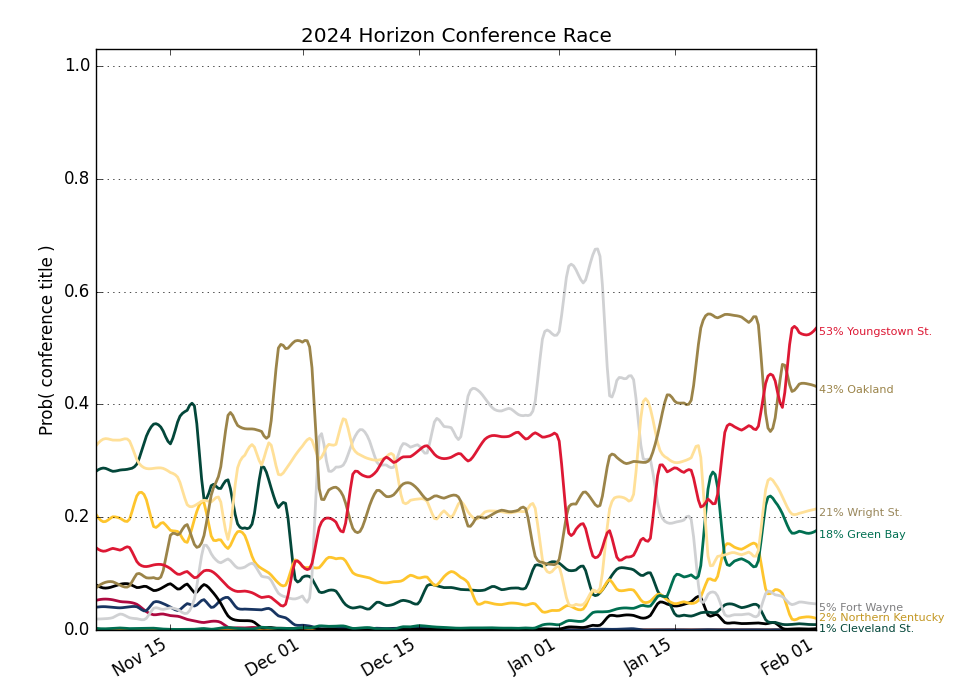 2024 Horizon Conference Race
Prob( conference title )
1.0
0.8
0.6
0.4
0.2
0.0
Nov 15
Dec 01
Dec 15
Jan 01
Jan 15
Feb 01
53% Youngstown St.
43% Oakland
21% Wright St.
18% Green Bay
5% Fort Wayne
2% Northern Kentucky
1% Cleveland St.